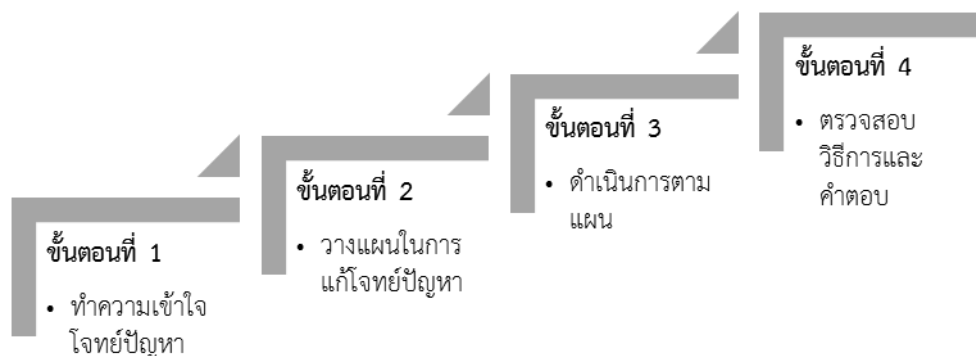 ขั้นตอนที่ 1
• ทำความเข้าใจ
โจทย์ปัญหา
ขั้นตอนที่ 2
• วางแผนในการ
แก้โจทย์ปัญหา
ขั้นตอนที่ 3
• ดำเนินการตาม
แผน
ขั้นตอนที่ 4
• ตรวจสอบ
วิธีการและ
คำตอบ